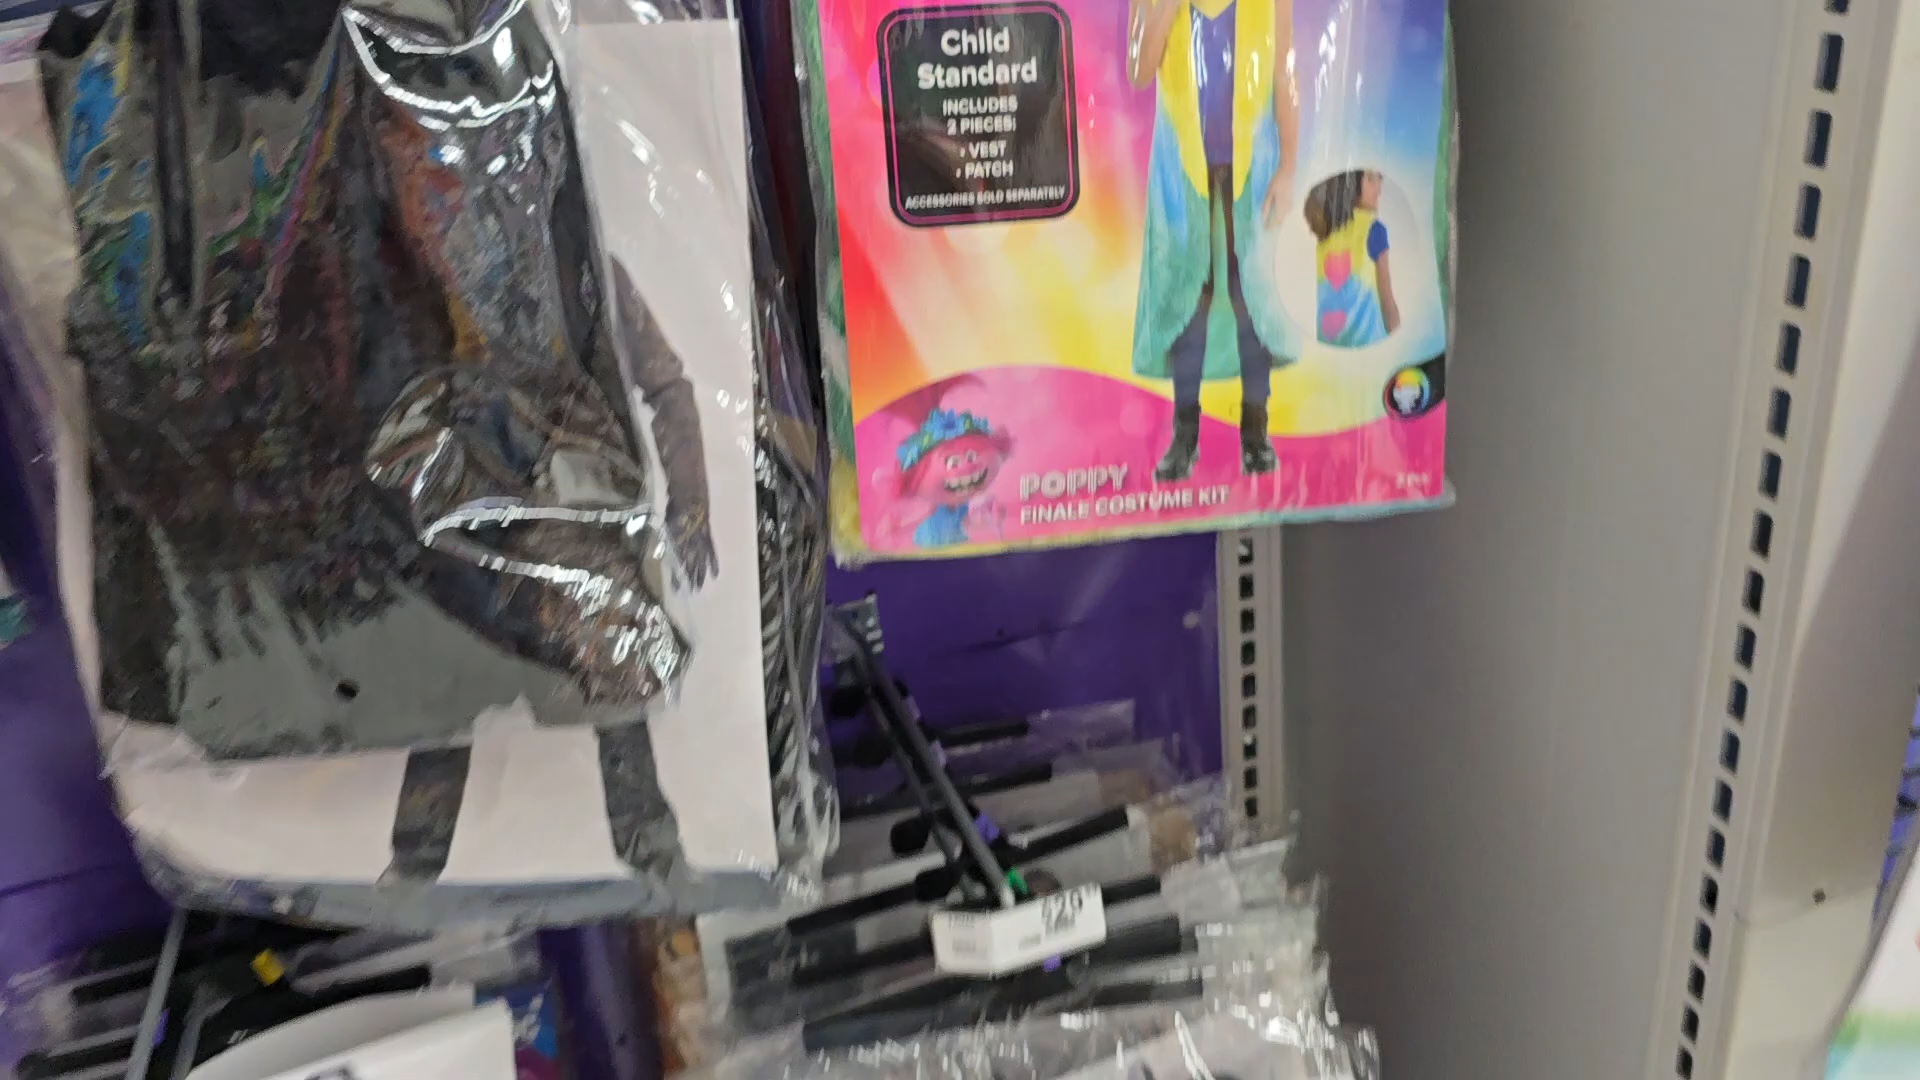 Child
Standard
INCLUDES
2 PIECES:
• VEST
• PATCH
ACCESSORIES SOLD SEPARATELY
POPPY
FINALE COSTUME KIT